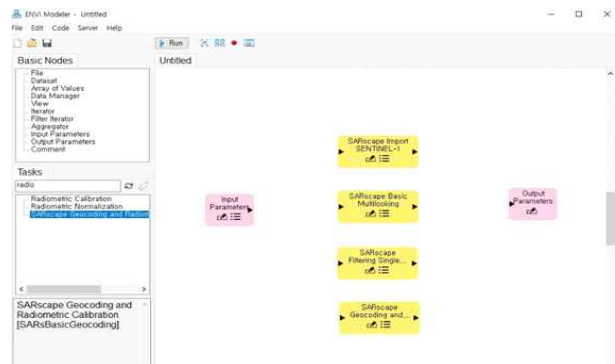 ENVI Modeler - Untitled
File Edit Code Server Help
Run
Basic Nodes
Untitled
File
Dataset
Array of Values
Data Manager
View
Iterator
Filter Iterator
Aggregator
Input Parameters
Output Parameters
Comment
Tasks
radio
Radiometric Calibration
Radiometric Normalization
SARscape Geocoding and Radiom
SARscape Geocoding and
Radiometric Calibration
[SARsBasicGeocoding]
Input
Parameters
SARscape Import
SENTINEL-1
SARscape Basic
Multilooking
SARscape
Filtering Single...
SARscape
Geocoding and...
Output
Parameters